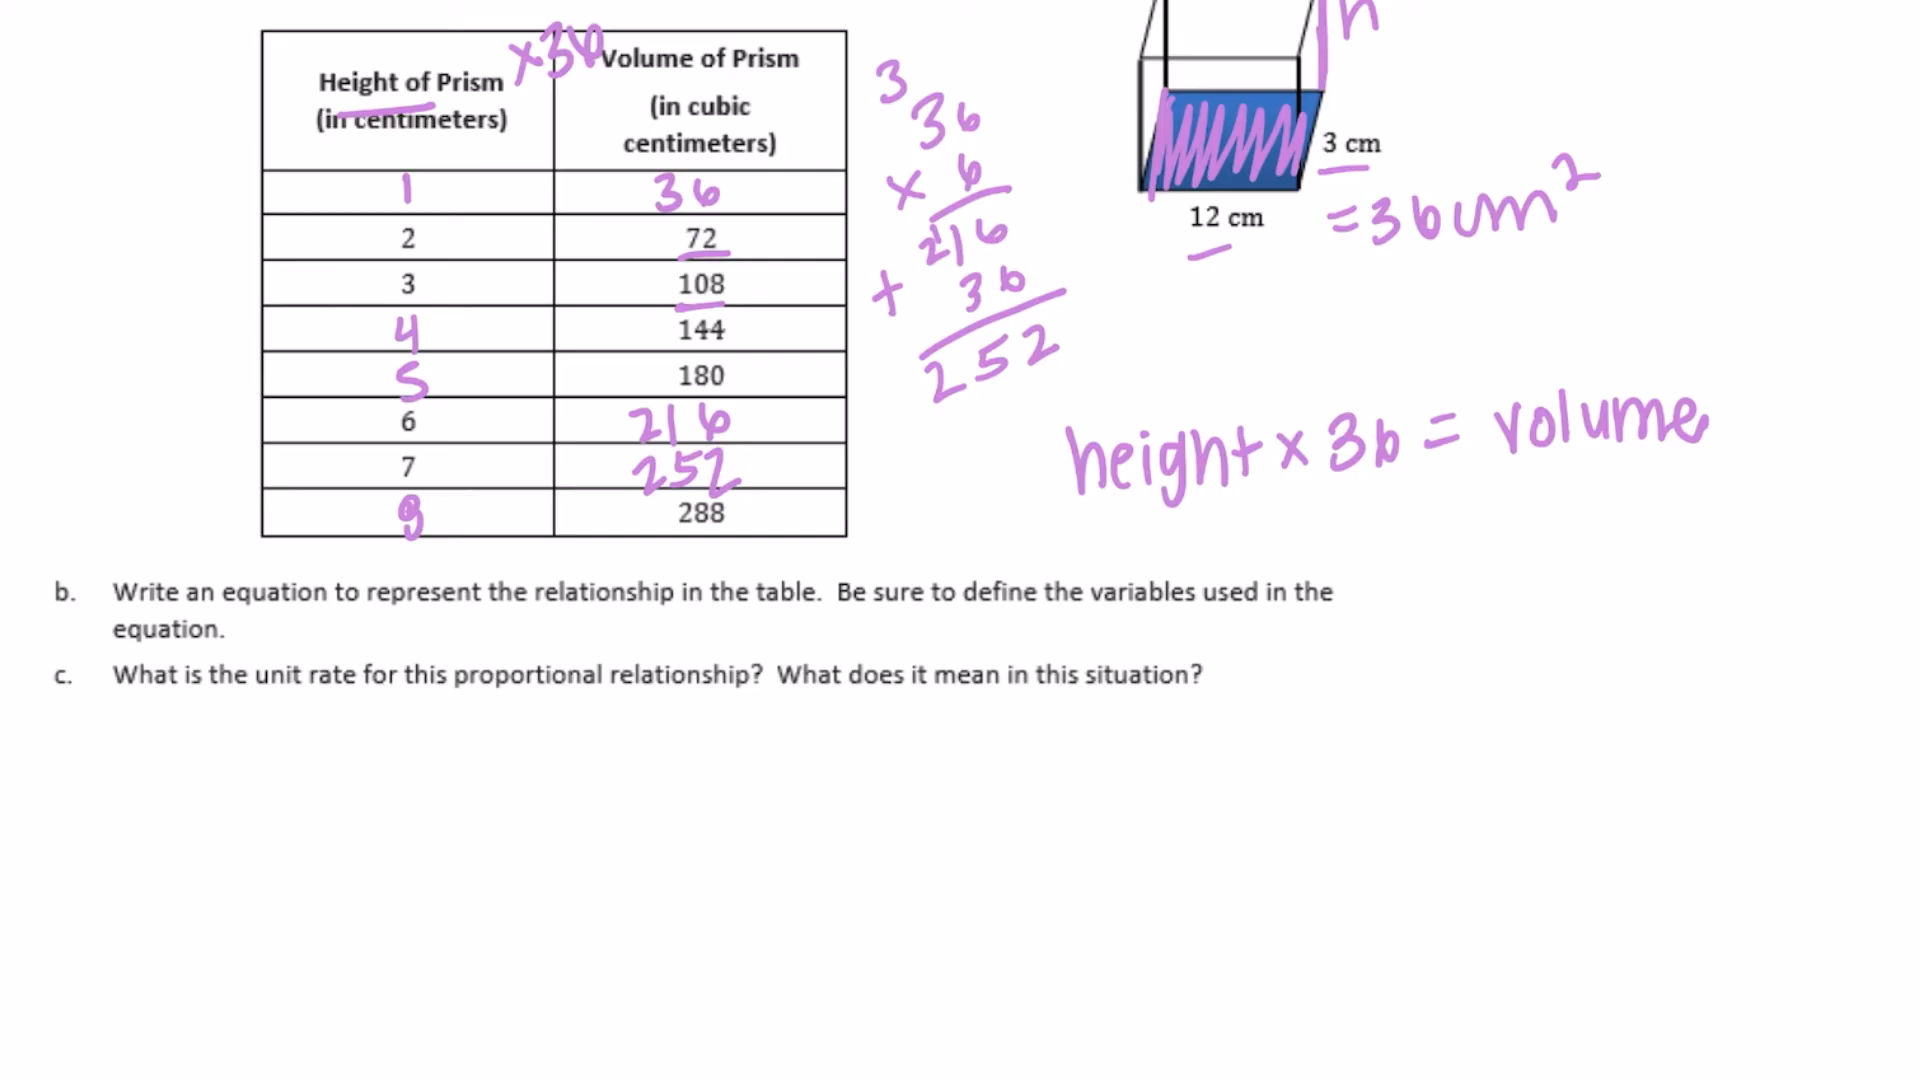 ×36
Height of Prism
(in centimeters)
Volume of Prism
(in cubic
centimeters)
1 36
2 72
3 108
4 144
5 180
6 216
7 252
8 288
3
36
× 6
216
+ 36
252
h
3 cm
12 cm
= 36 cm²
height × 36 = volume
b. Write an equation to represent the relationship in the table. Be sure to define the variables used in the
equation.
c. What is the unit rate for this proportional relationship? What does it mean in this situation?